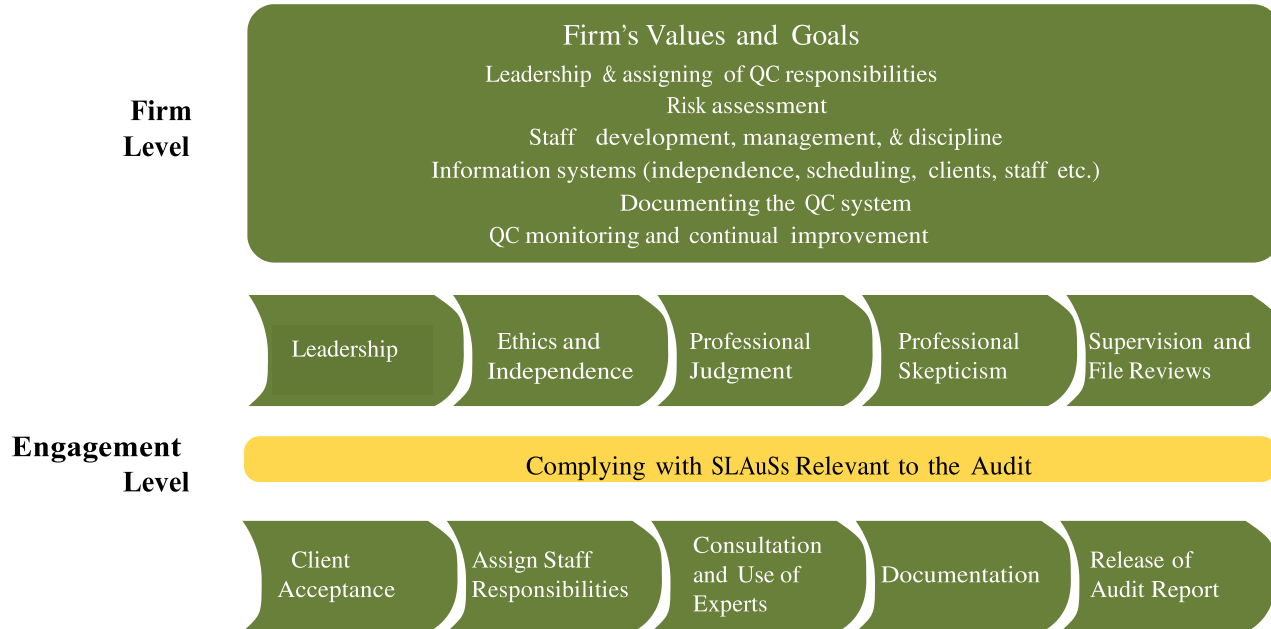 Firm's Values and Goals
Leadership & assigning of QC responsibilities
Risk assessment
Staff development, management, & discipline
Information systems (independence, scheduling, clients, staff etc.)
Documenting the QC system
QC monitoring and continual improvement
Firm
Level
Leadership
Ethics and
Independence
Professional
Judgment
Professional
Skepticism
Supervision and
File Reviews
Engagement
Level
Complying with SLAuSs Relevant to the Audit
Client
Acceptance
Assign Staff
Responsibilities
Consultation
and Use of
Experts
Documentation
Release of
Audit Report